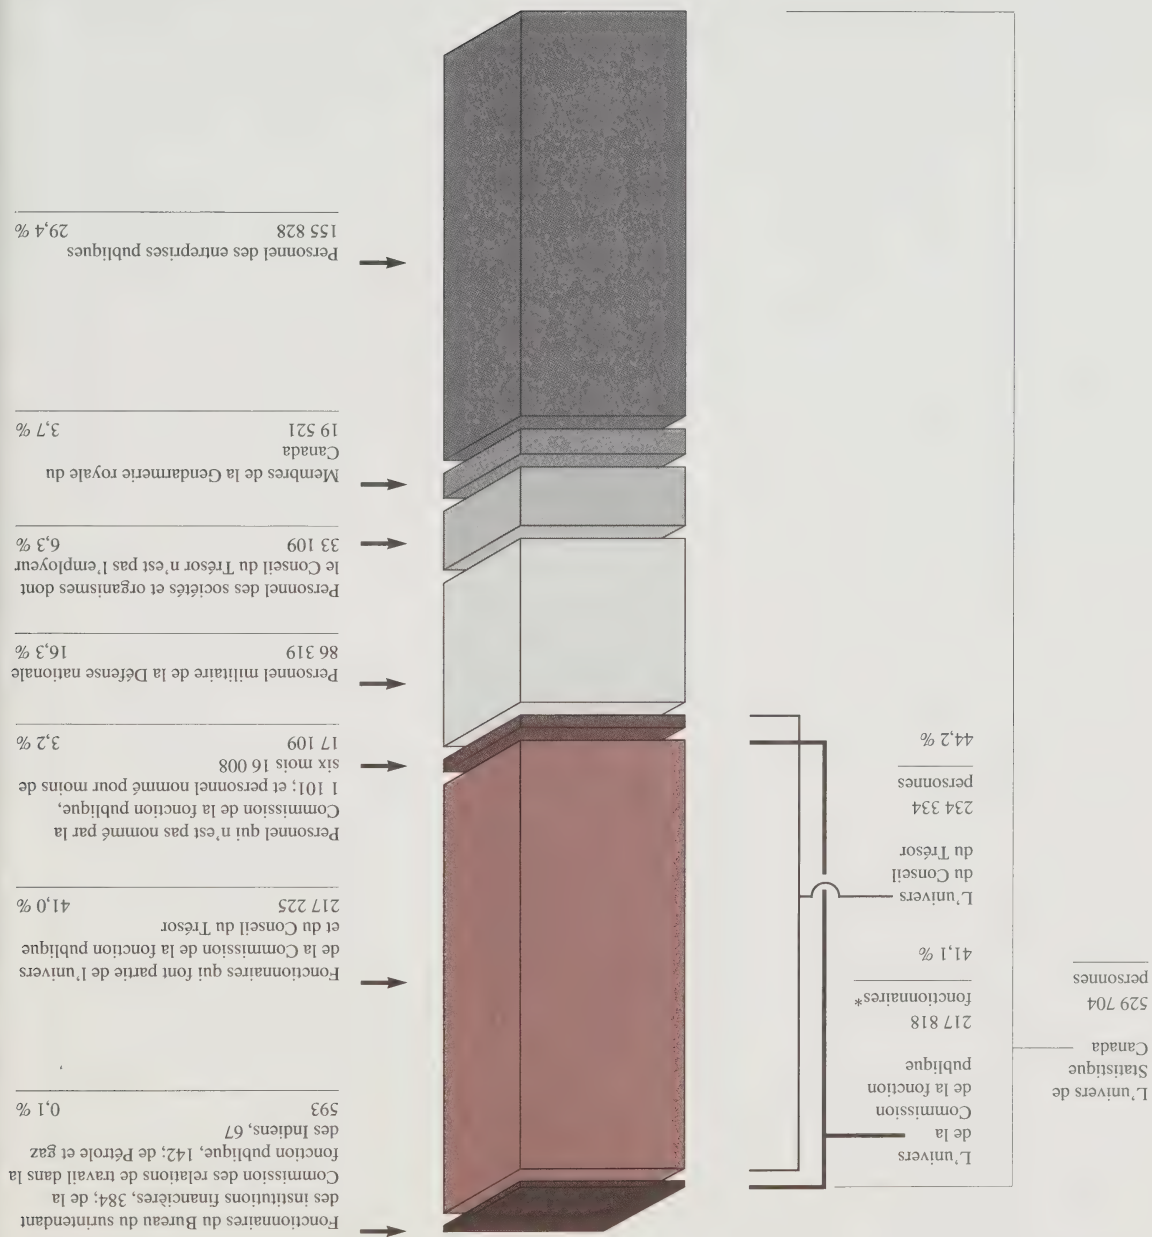 L'univers de
Statistique
Canada
529 704
personnes
L'univers
de la
Commission
de la fonction
publique
217 818
fonctionnaires*
41,1 %
L'univers
du Conseil
du Trésor
234 334
personnes
44,2 %
Fonctionnaires du Bureau du surintendant
des institutions financières, 384; de la
Commission des relations de travail dans la
fonction publique, 142; de Pétrole et gaz
des Indiens, 67
593 0,1 %
Fonctionnaires qui font partie de l'univers
de la Commission de la fonction publique
et du Conseil du Trésor
217 225 41,0 %
Personnel qui n'est pas nommé par la
Commission de la fonction publique,
1 101; et personnel nommé pour moins de
six mois 16 008
17 109 3,2 %
Personnel militaire de la Défense nationale
86 319 16,3 %
Personnel des sociétés et organismes dont
le Conseil du Trésor n'est pas l'employeur
33 109 6,3 %
Membres de la Gendarmerie royale du
Canada
19 521 3,7 %
Personnel des entreprises publiques
155 828 29,4 %